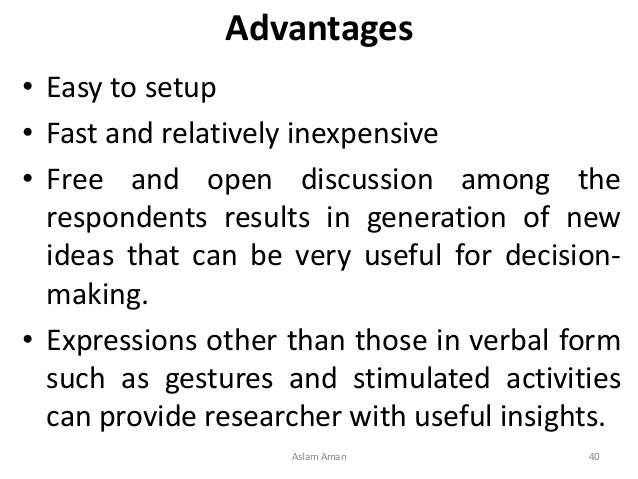 Advantages
• Easy to setup
• Fast and relatively inexpensive
• Free and open discussion among the
respondents results in generation of new
ideas that can be very useful for decision-
making.
• Expressions other than those in verbal form
such as gestures and stimulated activities
can provide researcher with useful insights.
Aslam Aman 40